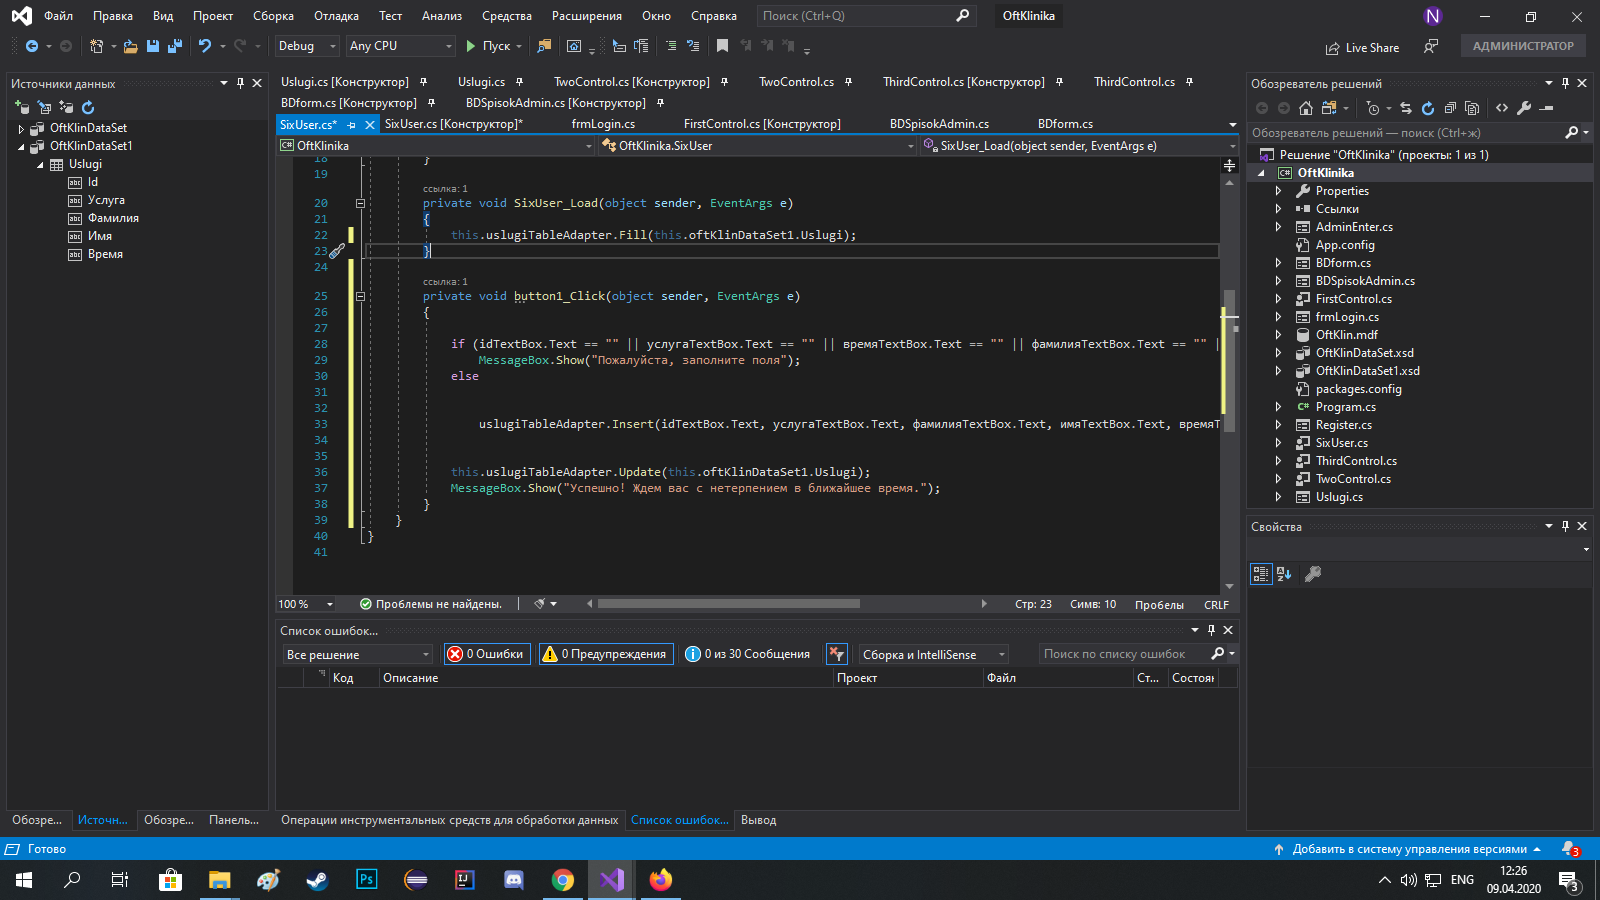 Файл Правка Вид Проект Сборка Отладка Тест Анализ Средства Расширения Окно Справка Поиск (Ctrl+Q) OftKlinika N
Debug Any CPU Пуск Live Share АДМИНИСТРАТОР
Источники данных
OftKlinDataSet
OftKlinDataSet1
Uslugi
Id
Услуга
Фамилия
Имя
Время
Uslugi.cs [Конструктор] Uslugi.cs TwoControl.cs [Конструктор] TwoControl.cs ThirdControl.cs [Конструктор] ThirdControl.cs
BDform.cs [Конструктор] BDSpisokAdmin.cs [Конструктор]
SixUser.cs* SixUser.cs [Конструктор]* frmLogin.cs FirstControl.cs [Конструктор] BDSpisokAdmin.cs BDform.cs
OftKlinika OftKlinika.SixUser SixUser_Load(object sender, EventArgs e)
18 }
19
ссылка: 1
20 private void SixUser_Load(object sender, EventArgs e)
21 {
22 this.uslugiTableAdapter.Fill(this.oftKlinDataSet1.Uslugi);
23 }
24
ссылка: 1
25 private void button1_Click(object sender, EventArgs e)
26 {
27
28 if (idTextBox.Text == "" || услугаTextBox.Text == "" || времяTextBox.Text == "" || фамилияTextBox.Text == "" |
29 MessageBox.Show("Пожалуйста, заполните поля");
30 else
31
32
33 uslugiTableAdapter.Insert(idTextBox.Text, услугаTextBox.Text, фамилияTextBox.Text, имяTextBox.Text, времяT
34
35
36 this.uslugiTableAdapter.Update(this.oftKlinDataSet1.Uslugi);
37 MessageBox.Show("Успешно! Ждем вас с нетерпением в ближайшее время.");
38 }
39 }
40 }
41
100 % Проблемы не найдены. Стр: 23 Симв: 10 Пробелы CRLF
Список ошибок...
Все решение 0 Ошибки 0 Предупреждения 0 из 30 Сообщения Сборка и IntelliSense Поиск по списку ошибок
Код Описание Проект Файл Ст... Состоян
Обозреватель решений
Обозреватель решений — поиск (Ctrl+ж)
Решение "OftKlinika" (проекты: 1 из 1)
OftKlinika
Properties
Ссылки
AdminEnter.cs
App.config
BDform.cs
BDSpisokAdmin.cs
FirstControl.cs
frmLogin.cs
OftKlin.mdf
OftKlinDataSet.xsd
OftKlinDataSet1.xsd
packages.config
Program.cs
Register.cs
SixUser.cs
ThirdControl.cs
TwoControl.cs
Uslugi.cs
Свойства
Обозре... Источн... Обозре... Панель... Операции инструментальных средств для обработки данных Список ошибок... Вывод
Готово Добавить в систему управления версиями 3
Ps IJ ENG 12:26
09.04.2020 3